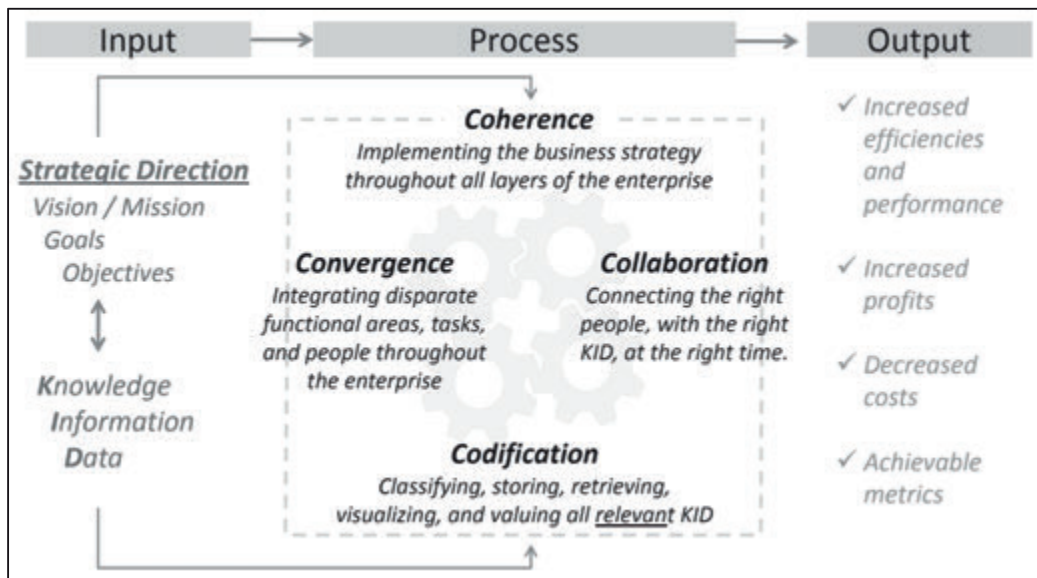 Input
Process
Output
Strategic Direction
Vision / Mission
Goals
Objectives
Knowledge
Information
Data
Coherence
Implementing the business strategy
throughout all layers of the enterprise
Convergence
Integrating disparate
functional areas, tasks,
and people throughout
the enterprise
Collaboration
Connecting the right
people, with the right
KID, at the right time.
Codification
Classifying, storing, retrieving,
visualizing, and valuing all relevant KID
✓ Increased
efficiencies
and
performance
✓ Increased
profits
✓ Decreased
costs
✓ Achievable
metrics